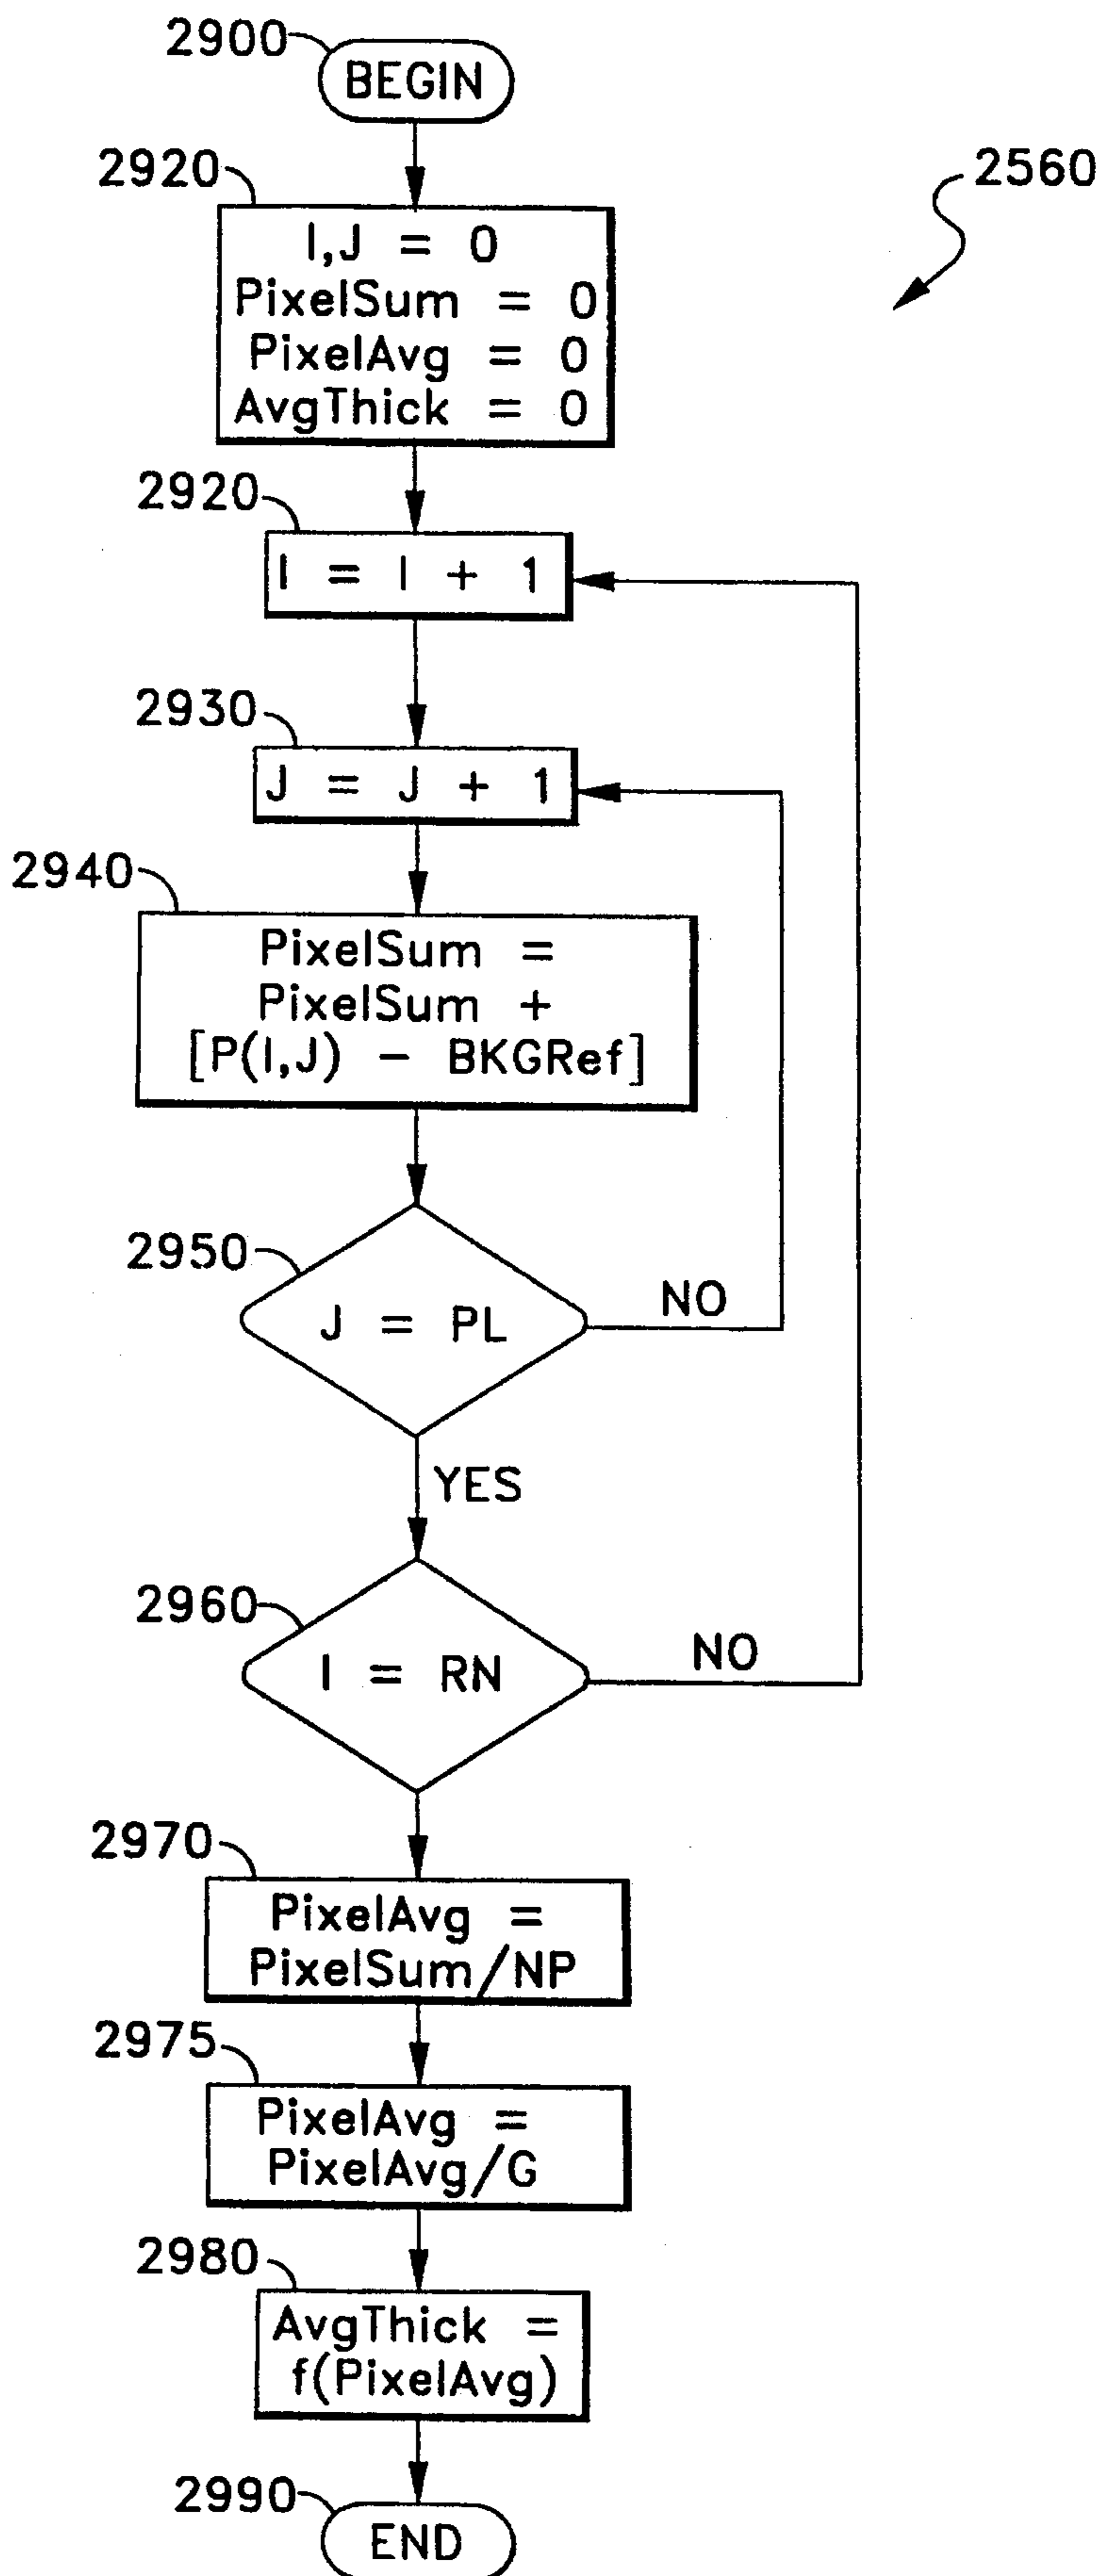 2900
BEGIN
2560
2920
I,J = 0
PixelSum = 0
PixelAvg = 0
AvgThick = 0
2920
I = I + 1
2930
J = J + 1
2940
PixelSum =
PixelSum +
[P(I,J) - BKGRef]
2950
J = PL
NO
YES
2960
I = RN
NO
2970
PixelAvg =
PixelSum/NP
2975
PixelAvg =
PixelAvg/G
2980
AvgThick =
f(PixelAvg)
2990
END